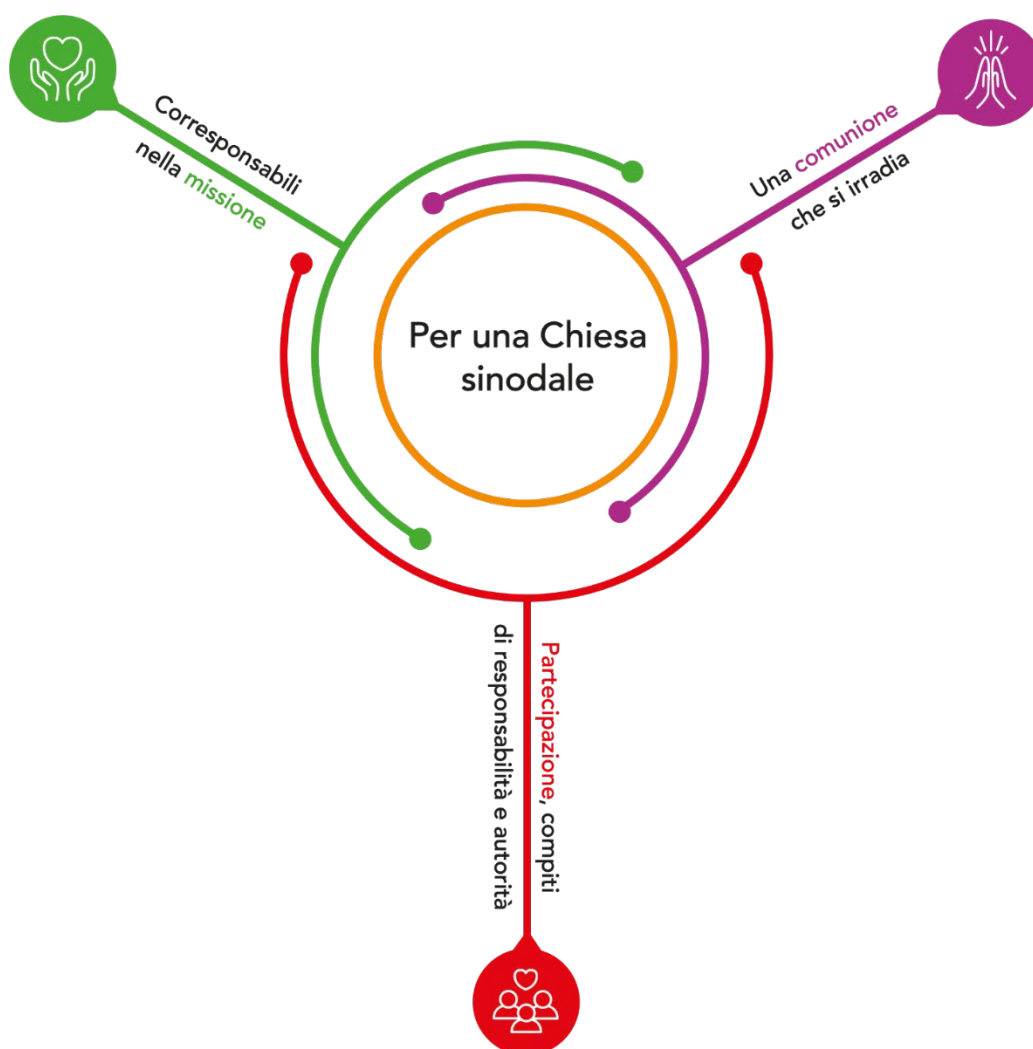 Corresponsabili
nella missione
Una comunione
che si irradia
Per una Chiesa
sinodale
Partecipazione, compiti
di responsabilità e autorità